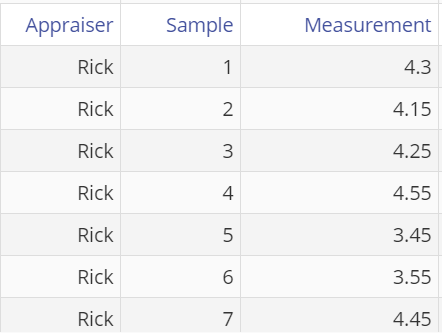 Appraiser Sample Measurement
Rick 1 4.3
Rick 2 4.15
Rick 3 4.25
Rick 4 4.55
Rick 5 3.45
Rick 6 3.55
Rick 7 4.45